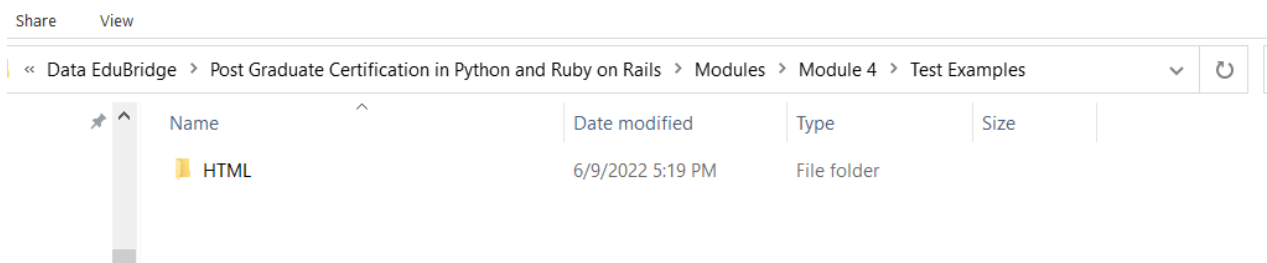 Share View
« Data EduBridge > Post Graduate Certification in Python and Ruby on Rails > Modules > Module 4 > Test Examples
Name Date modified Type Size
HTML 6/9/2022 5:19 PM File folder